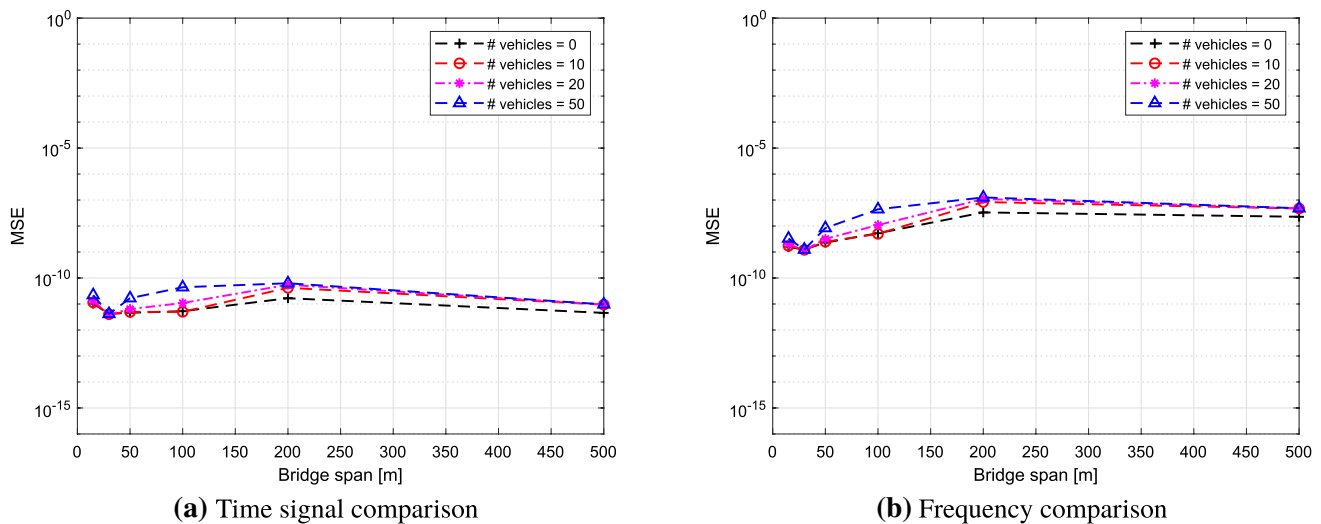 10^0
10^-5
10^-10
10^-15
MSE
0 50 100 150 200 250 300 350 400 450 500
Bridge span [m]
# vehicles = 0
# vehicles = 10
# vehicles = 20
# vehicles = 50
(a) Time signal comparison
10^0
10^-5
10^-10
10^-15
MSE
0 50 100 150 200 250 300 350 400 450 500
Bridge span [m]
# vehicles = 0
# vehicles = 10
# vehicles = 20
# vehicles = 50
(b) Frequency comparison